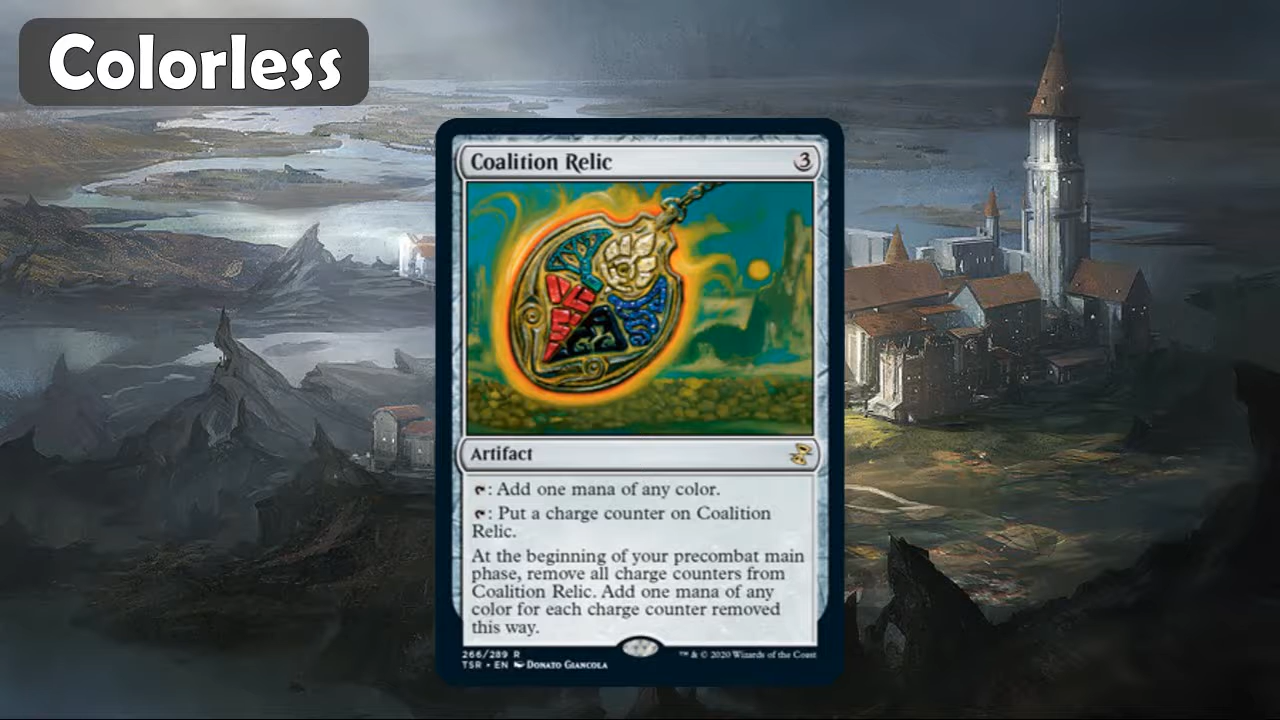 Colorless
Coalition Relic 3
Artifact
: Add one mana of any color.
: Put a charge counter on Coalition
Relic.
At the beginning of your precombat main
phase, remove all charge counters from
Coalition Relic. Add one mana of any
color for each charge counter removed
this way.
266/289 R
TSR • EN Donato Giancola
™ & © 2020 Wizards of the Coast